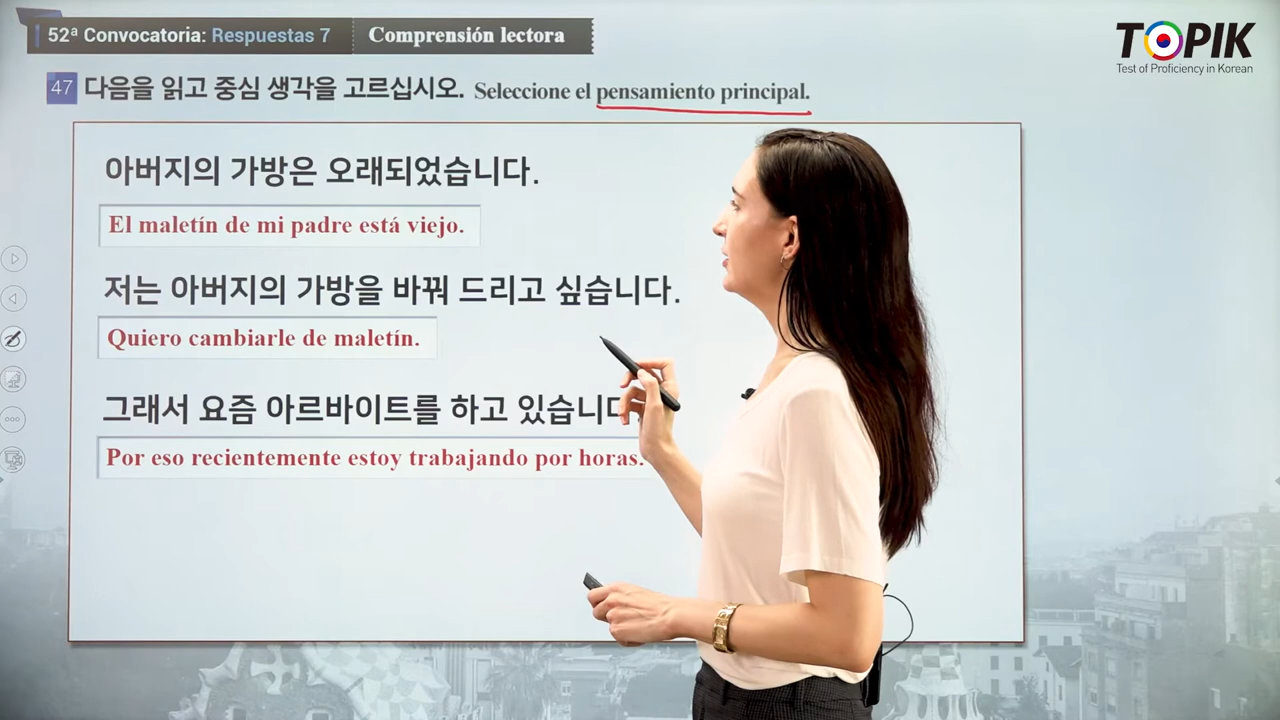 52ª Convocatoria: Respuestas 7 Comprensión lectora
TOPIK
Test of Proficiency in Korean
47 다음을 읽고 중심 생각을 고르십시오. Seleccione el pensamiento principal.
아버지의 가방은 오래되었습니다.
El maletín de mi padre está viejo.
저는 아버지의 가방을 바꿔 드리고 싶습니다.
Quiero cambiarle de maletín.
그래서 요즘 아르바이트를 하고 있습니다.
Por eso recientemente estoy trabajando por horas.